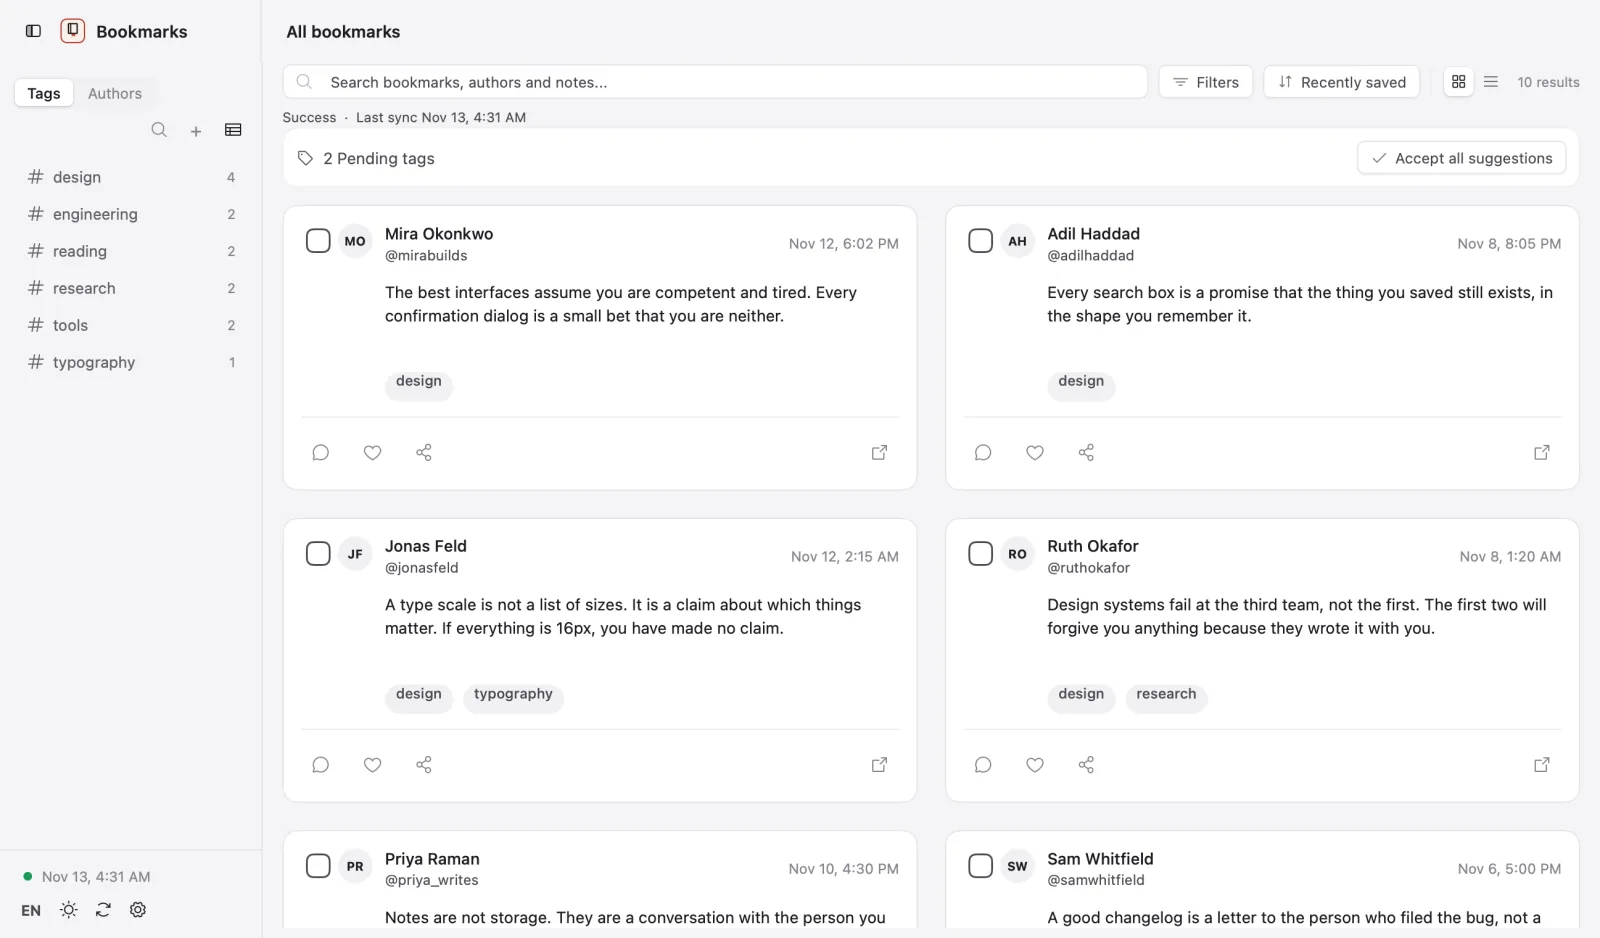 Bookmarks
Tags
Authors
# design 4
# engineering 2
# reading 2
# research 2
# tools 2
# typography 1
Nov 13, 4:31 AM
EN
All bookmarks
Search bookmarks, authors and notes...
Filters
Recently saved
10 results
Success · Last sync Nov 13, 4:31 AM
2 Pending tags
Accept all suggestions
MO
Mira Okonkwo
@mirabuilds
Nov 12, 6:02 PM
The best interfaces assume you are competent and tired. Every
confirmation dialog is a small bet that you are neither.
design
AH
Adil Haddad
@adilhaddad
Nov 8, 8:05 PM
Every search box is a promise that the thing you saved still exists, in
the shape you remember it.
design
JF
Jonas Feld
@jonasfeld
Nov 12, 2:15 AM
A type scale is not a list of sizes. It is a claim about which things
matter. If everything is 16px, you have made no claim.
design typography
RO
Ruth Okafor
@ruthokafor
Nov 8, 1:20 AM
Design systems fail at the third team, not the first. The first two will
forgive you anything because they wrote it with you.
design research
PR
Priya Raman
@priya_writes
Nov 10, 4:30 PM
Notes are not storage. They are a conversation with the person you
SW
Sam Whitfield
@samwhitfield
Nov 6, 5:00 PM
A good changelog is a letter to the person who filed the bug, not a